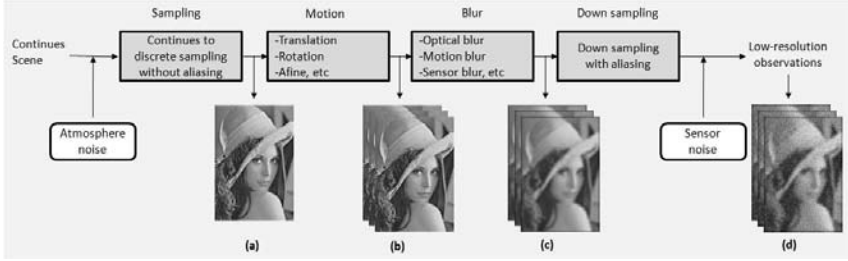 Sampling
Motion
Blur
Down sampling
Continues
Scene
Continues to
discrete sampling
without aliasing
-Translation
-Rotation
-Afine, etc
-Optical blur
-Motion blur
-Sensor blur, etc
Down sampling
with aliasing
Low-resolution
observations
Atmosphere
noise
Sensor
noise
(a)
(b)
(c)
(d)